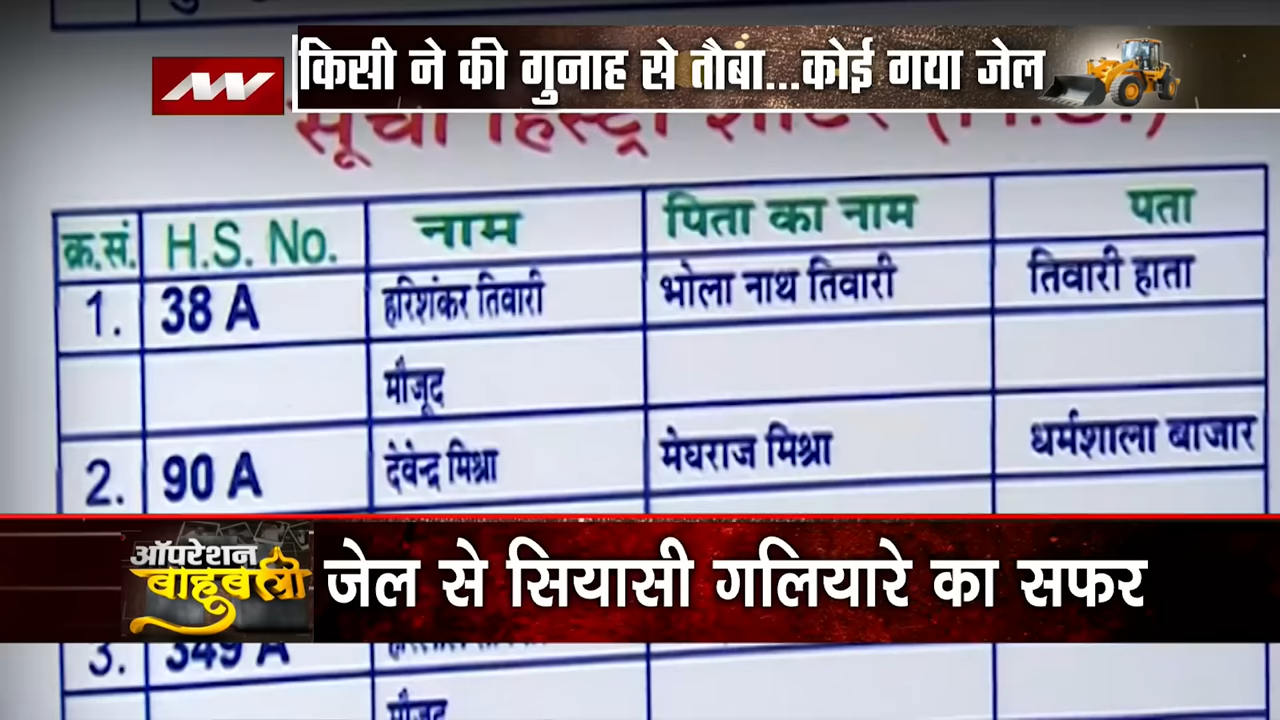 किसी ने की गुनाह से तौबा...कोई गया जेल
सूची हिस्ट्री
क्र.सं. H.S. No. नाम पिता का नाम पता
1. 38 A हरिशंकर तिवारी भोला नाथ तिवारी तिवारी हाता
मौजूद
2. 90 A देवेन्द्र मिश्रा मेघराज मिश्रा धर्मशाला बाजार
ऑपरेशन
बाहुबली
जेल से सियासी गलियारे का सफर
3. 349 A
मौजूद